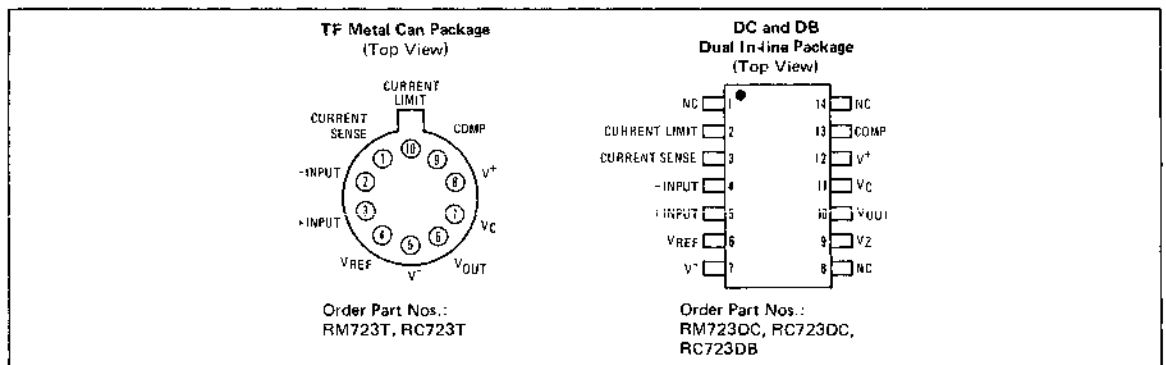 TF Metal Can Package
(Top View)
CURRENT
LIMIT
CURRENT
SENSE
COMP
-INPUT
V+
+INPUT
VC
VREF
V-
VOUT
10
1
9
2
8
3
7
4
6
5
Order Part Nos.:
RM723T, RC723T
DC and DB
Dual In-line Package
(Top View)
NC 1 14 NC
CURRENT LIMIT 2 13 COMP
CURRENT SENSE 3 12 V+
-INPUT 4 11 VC
+INPUT 5 10 VOUT
VREF 6 9 VZ
V- 7 8 NC
Order Part Nos.:
RM723DC, RC723DC,
RC723DB